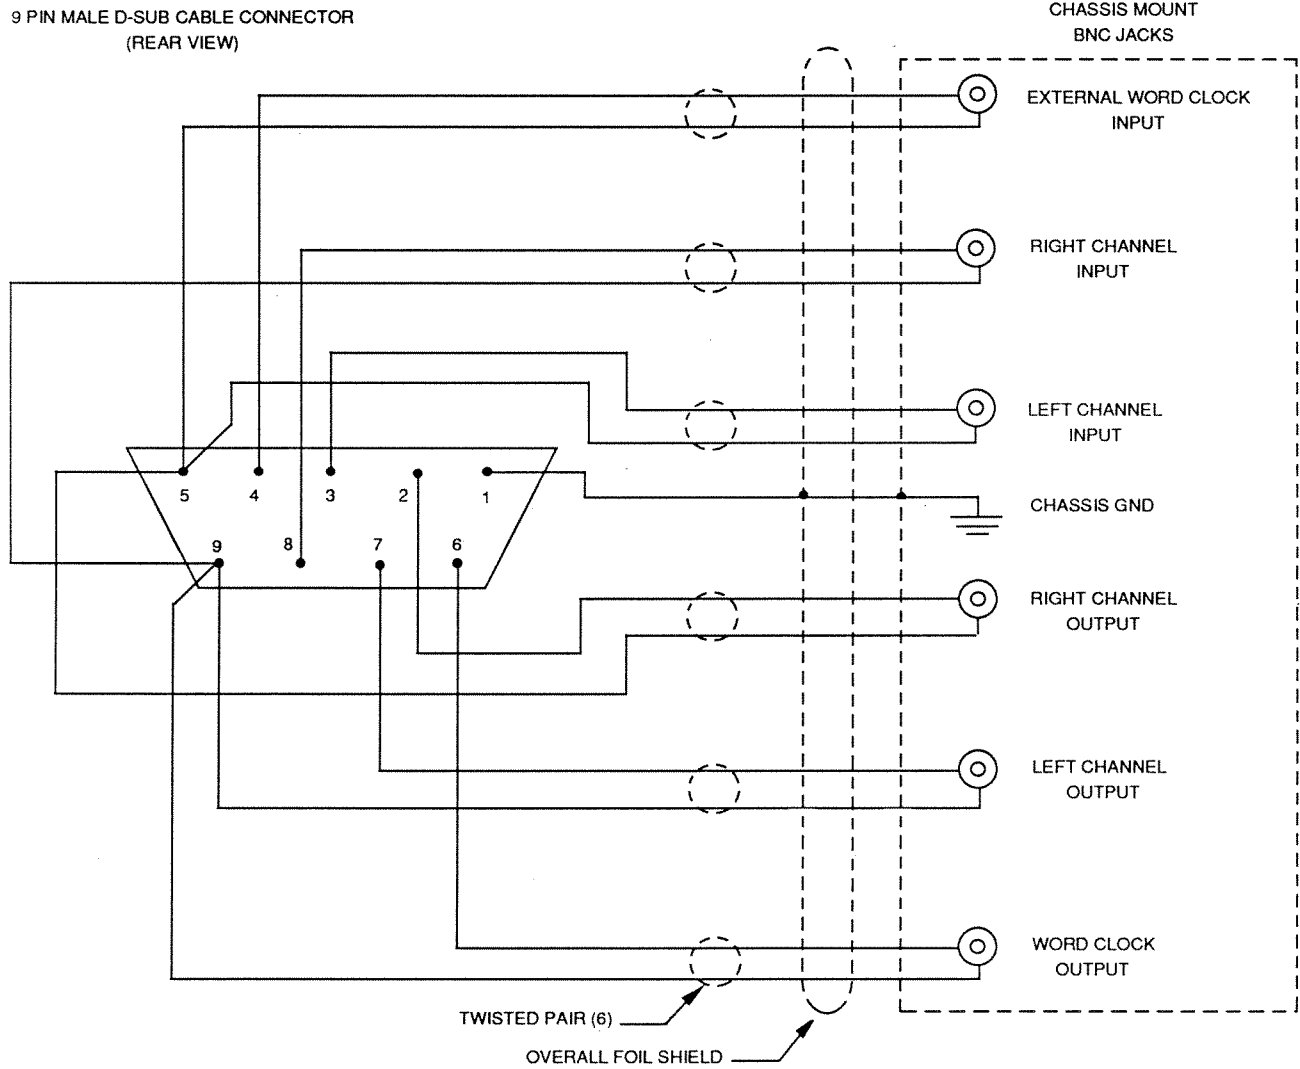 9 PIN MALE D-SUB CABLE CONNECTOR
(REAR VIEW)
CHASSIS MOUNT
BNC JACKS
EXTERNAL WORD CLOCK
INPUT
RIGHT CHANNEL
INPUT
LEFT CHANNEL
INPUT
5 4 3 2 1
CHASSIS GND
9 8 7 6
RIGHT CHANNEL
OUTPUT
LEFT CHANNEL
OUTPUT
WORD CLOCK
OUTPUT
TWISTED PAIR (6)
OVERALL FOIL SHIELD